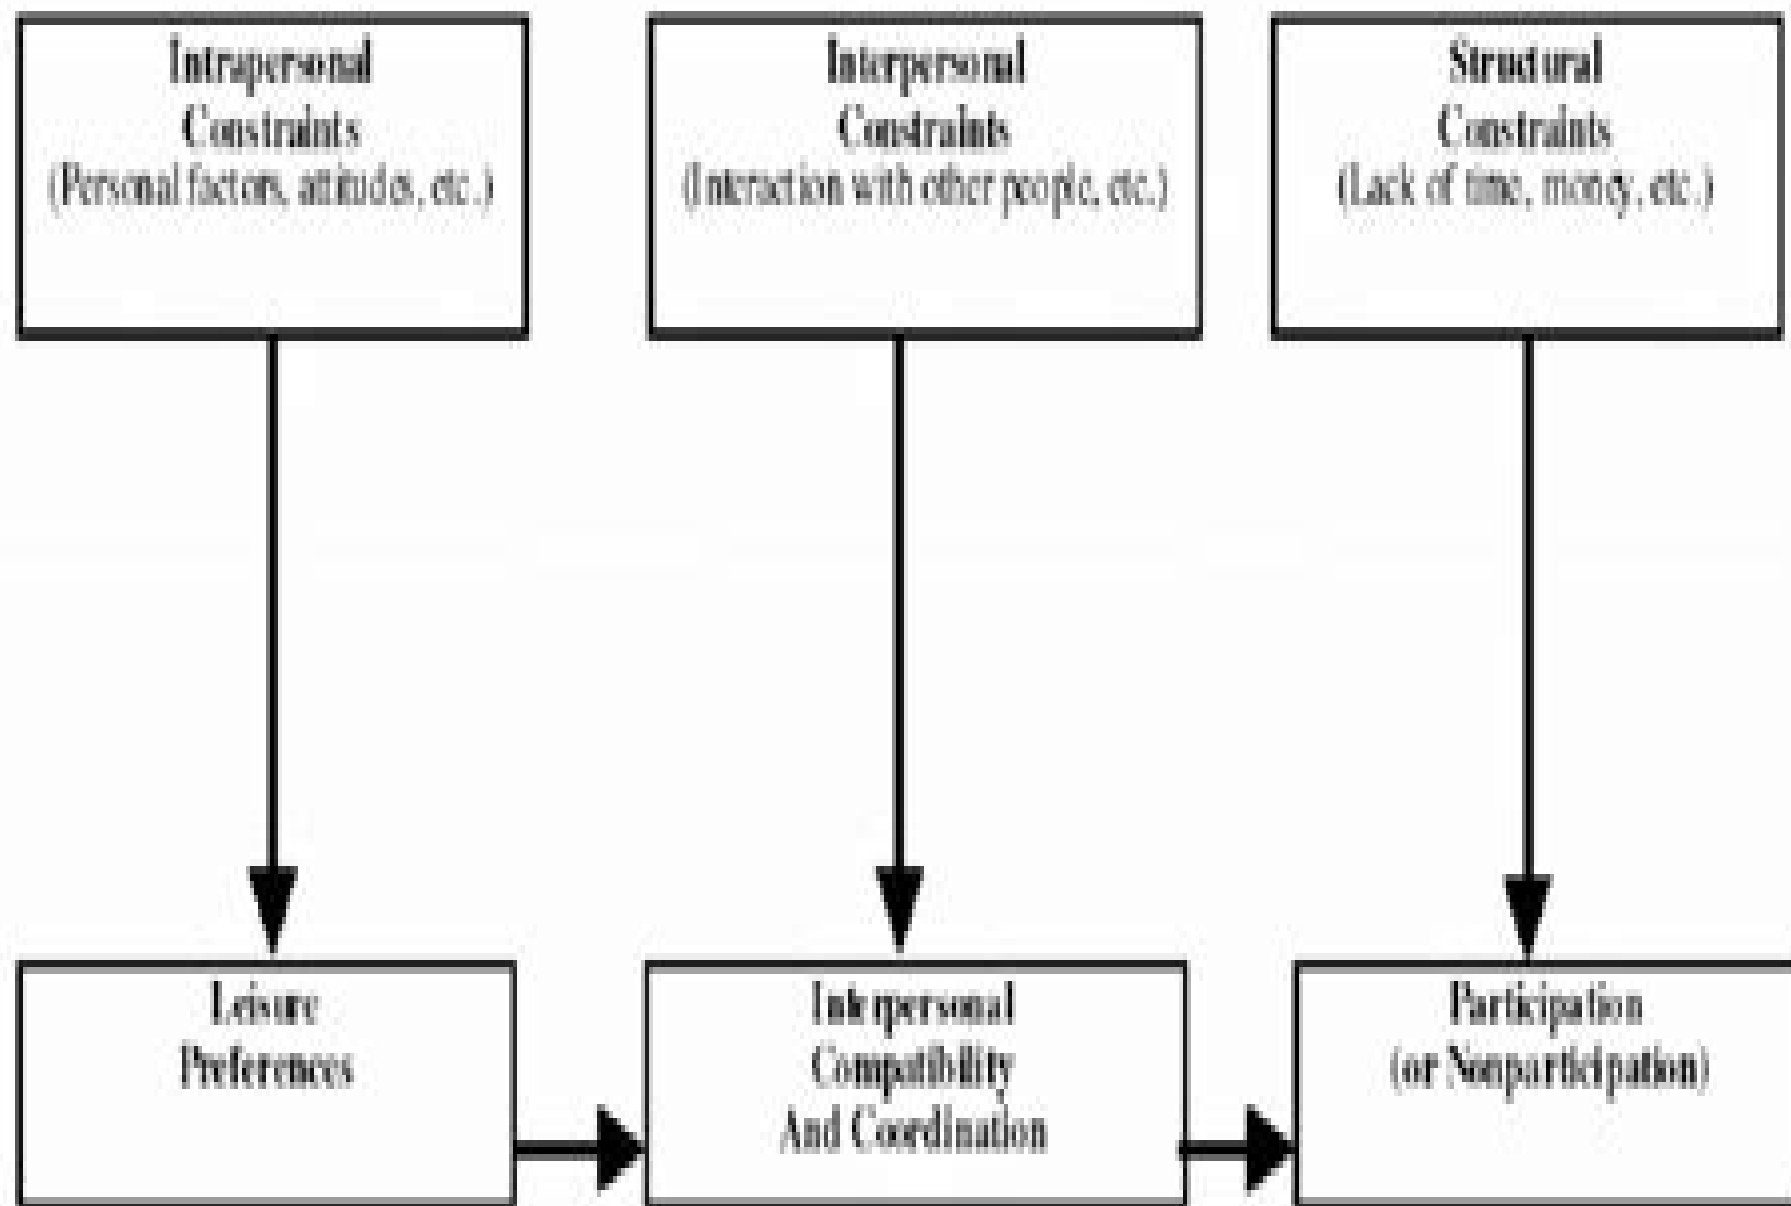 Intrapersonal
Constraints
(Personal factors, attitudes, etc.)
Interpersonal
Constraints
(Interaction with other people, etc.)
Structural
Constraints
(Lack of time, money, etc.)
Leisure
Preferences
Interpersonal
Compatibility
And Coordination
Participation
(or Nonparticipation)